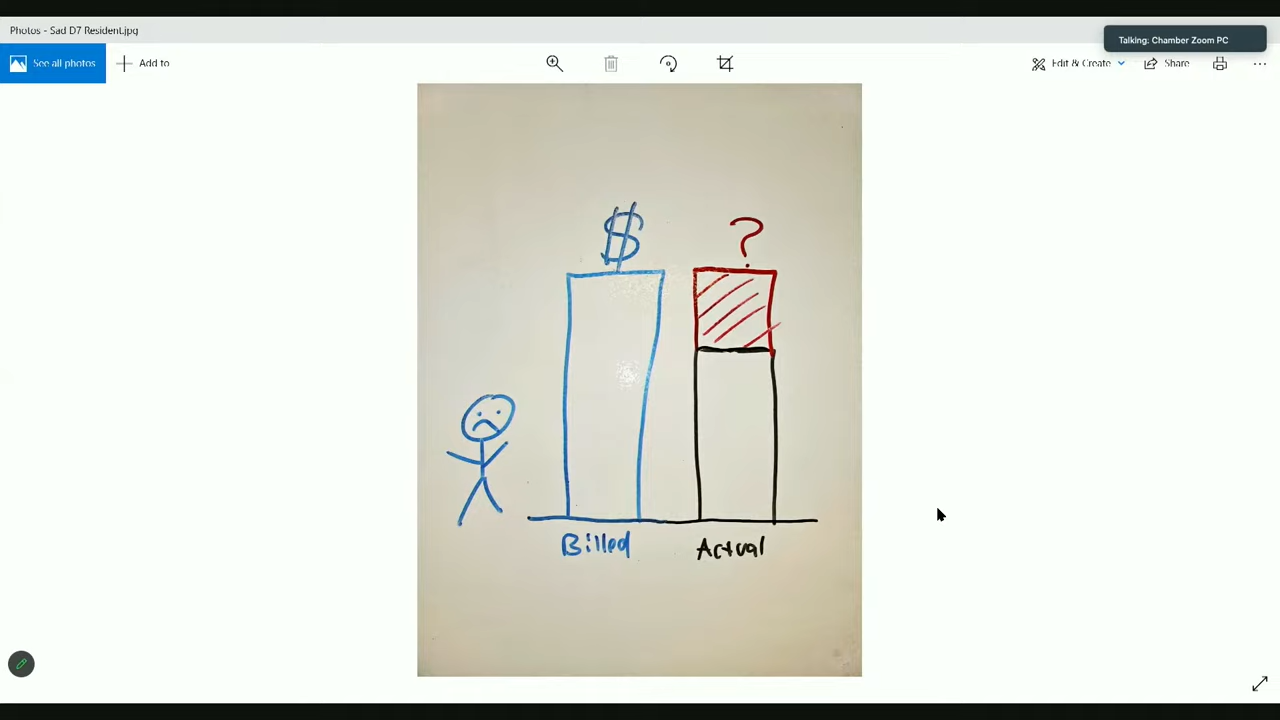 Photos - Sad D7 Resident.jpg
Talking: Chamber Zoom PC
See all photos
Add to
Edit & Create
Share
$
?
Billed
Actual